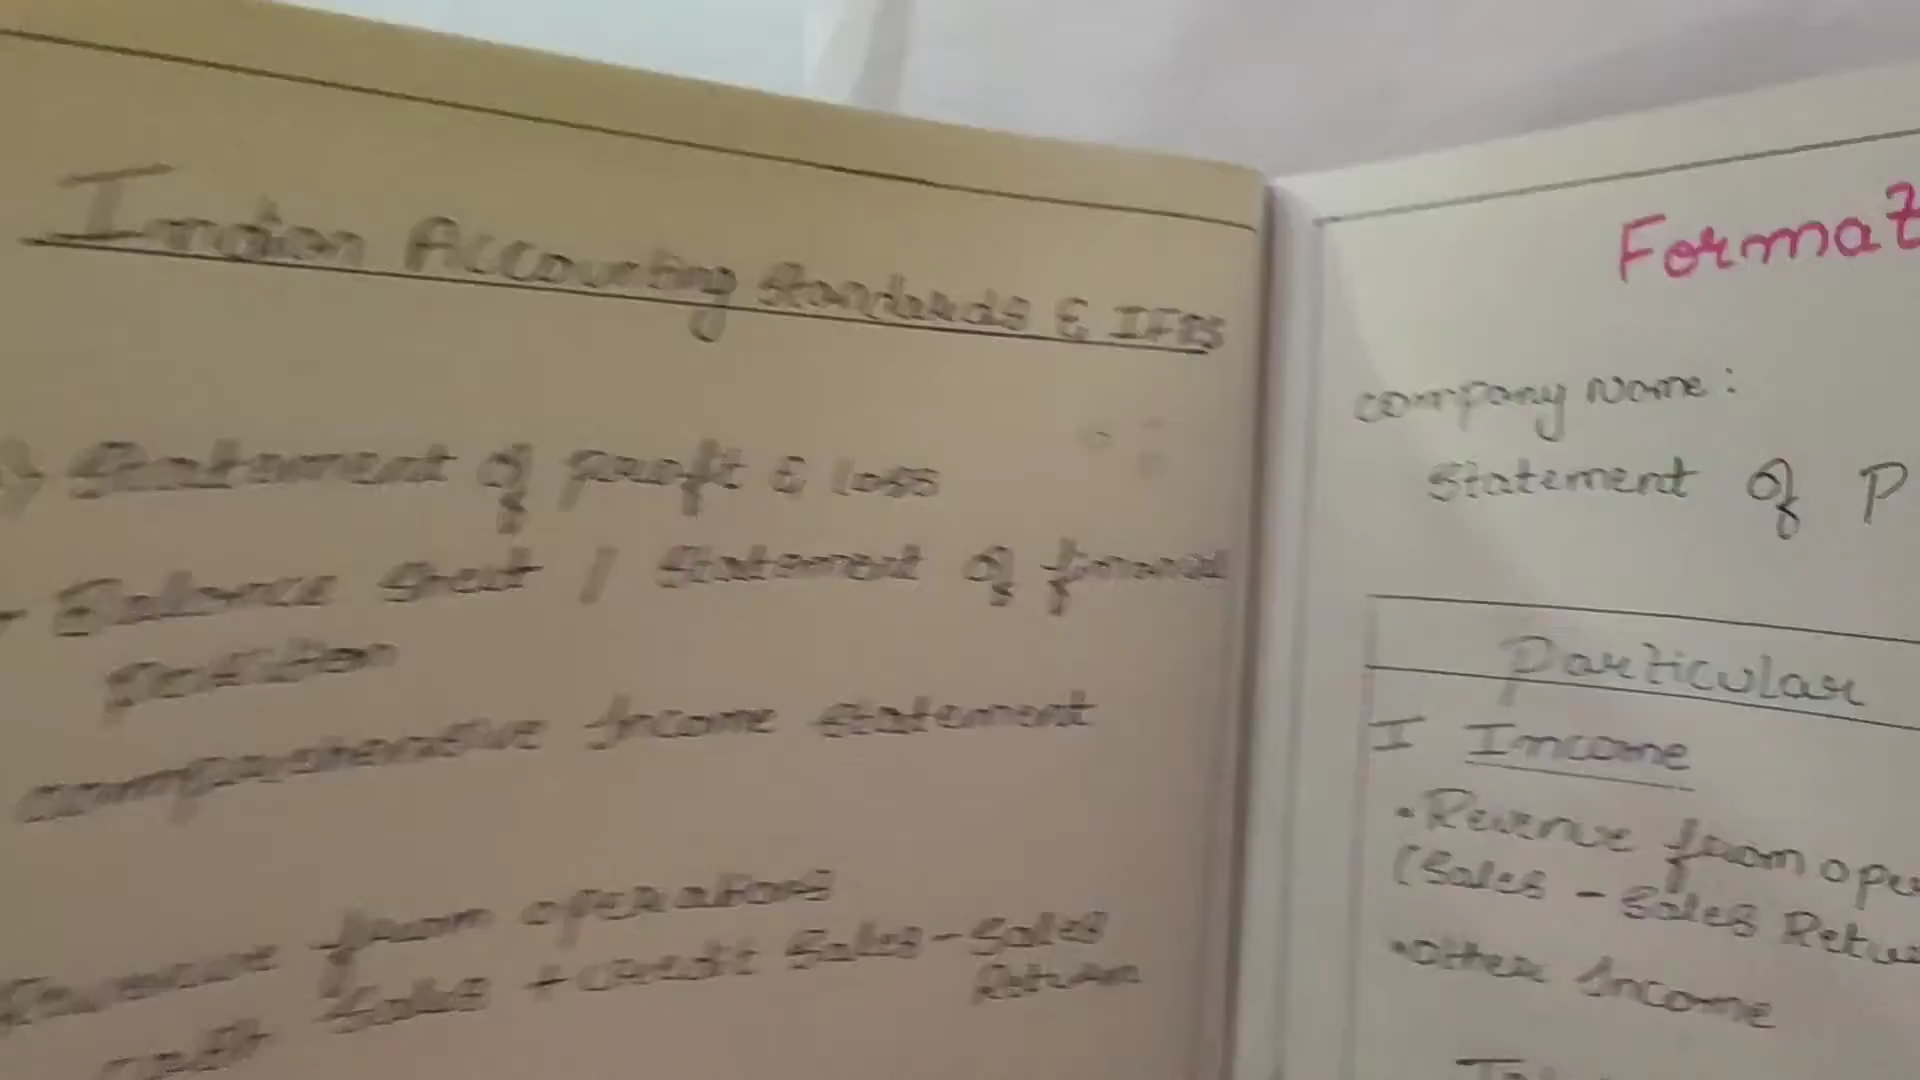 Indian Accounting Standards & IFRS
Statement of profit & loss
Balance Sheet / Statement of financial
Position
comprehensive Income statement
Revenue from operations
cash Sales + credit Sales - Sales
Return
Format
company Name:
Statement of P
Particular
I Income
• Revenue from oper
(Sales - Sales Retu
• other Income